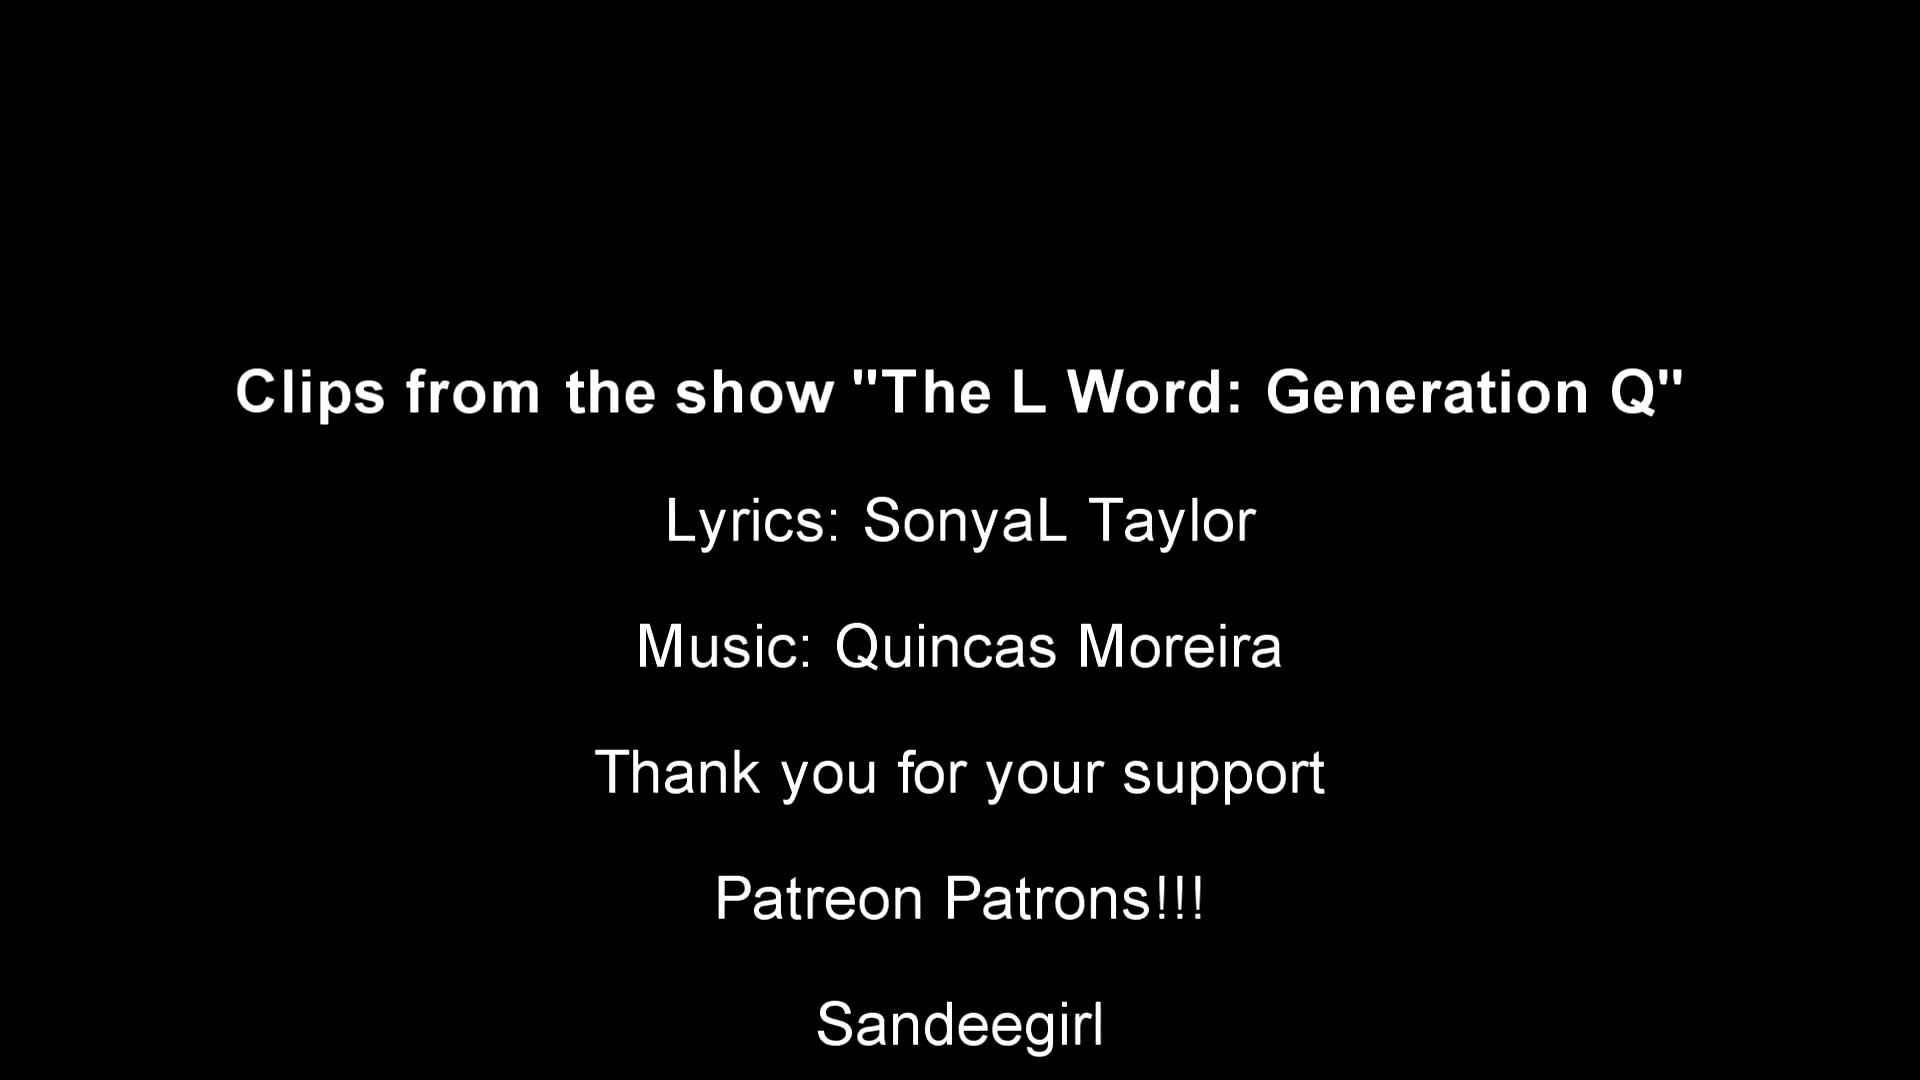 Clips from the show "The L Word: Generation Q"
Lyrics: SonyaL Taylor
Music: Quincas Moreira
Thank you for your support
Patreon Patrons!!!
Sandeegirl